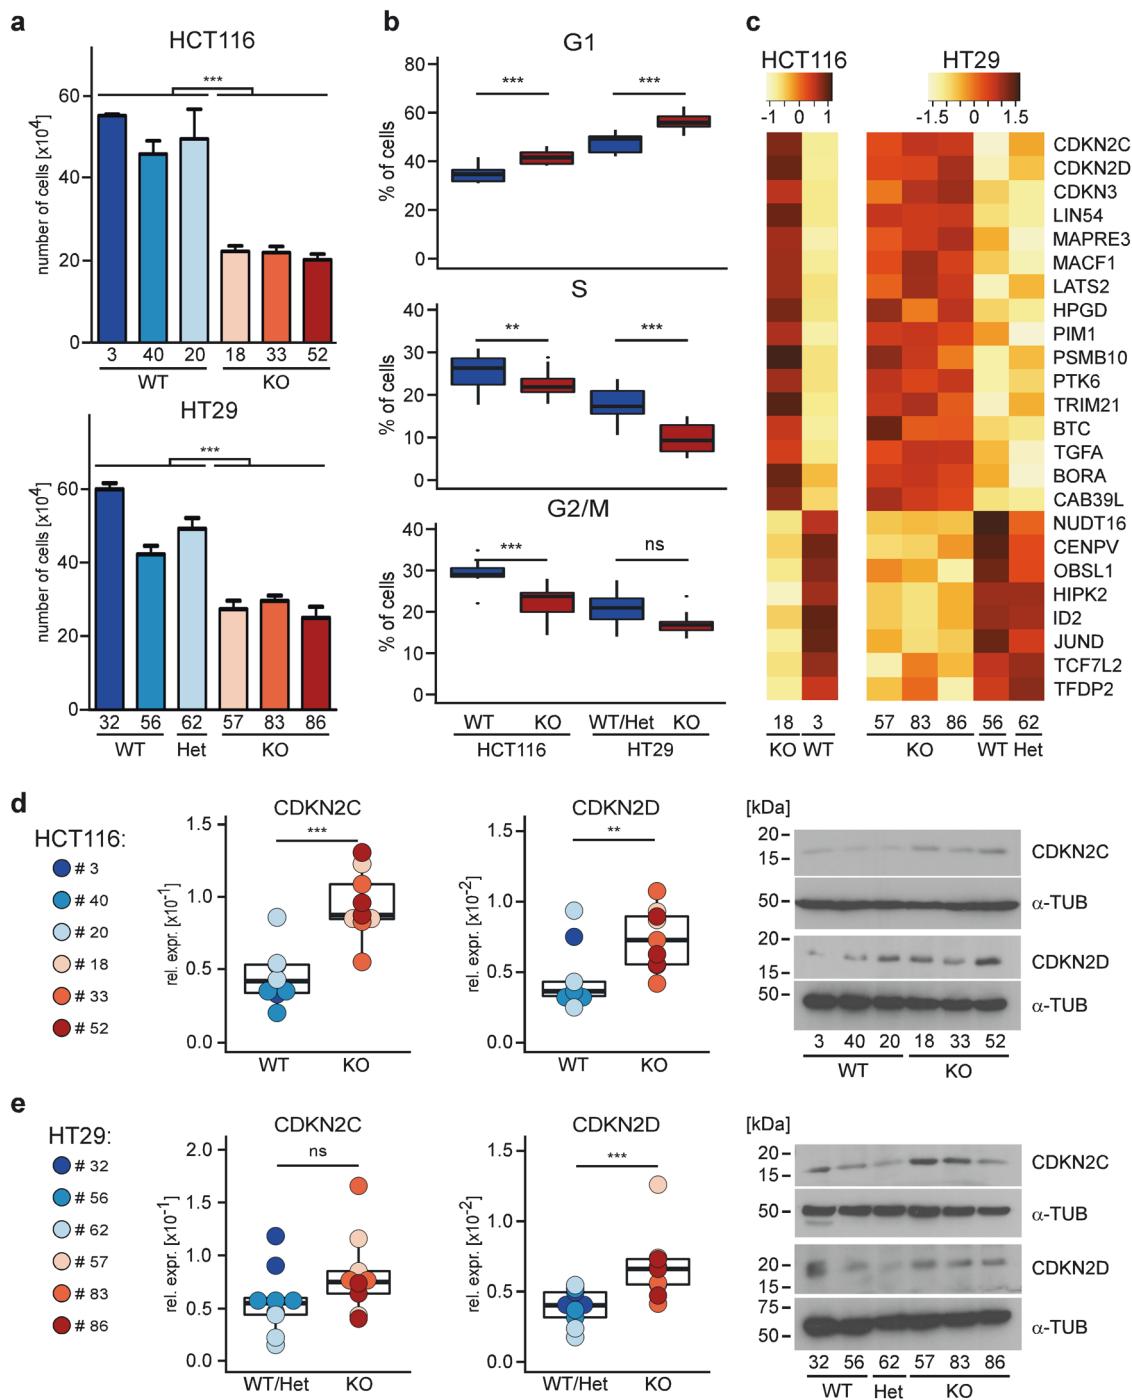 a
HCT116
number of cells [x10⁴]
60
40
20
0
***
3 40 20 18 33 52
WT KO
HT29
number of cells [x10⁴]
60
40
20
0
***
32 56 62 57 83 86
WT Het KO
b
G1
% of cells
80
60
40
20
0
*** ***
S
% of cells
40
30
20
10
0
** ***
G2/M
% of cells
40
30
20
10
0
*** ns
WT KO WT/Het KO
HCT116 HT29
c
HCT116 HT29
-1 0 1 -1.5 0 1.5
CDKN2C
CDKN2D
CDKN3
LIN54
MAPRE3
MACF1
LATS2
HPGD
PIM1
PSMB10
PTK6
TRIM21
BTC
TGFA
BORA
CAB39L
NUDT16
CENPV
OBSL1
HIPK2
ID2
JUND
TCF7L2
TFDP2
18 3 57 83 86 56 62
KO WT KO WT Het
d
HCT116:
# 3
# 40
# 20
# 18
# 33
# 52
CDKN2C
rel. expr. [x10⁻¹]
1.5
1.0
0.5
0.0
***
WT KO
CDKN2D
rel. expr. [x10⁻²]
1.5
1.0
0.5
0.0
**
WT KO
[kDa]
20
15
CDKN2C
50
α-TUB
20
15
CDKN2D
50
α-TUB
3 40 20 18 33 52
WT KO
e
HT29:
# 32
# 56
# 62
# 57
# 83
# 86
CDKN2C
rel. expr. [x10⁻¹]
2.0
1.5
1.0
0.5
0.0
ns
WT/Het KO
CDKN2D
rel. expr. [x10⁻²]
1.5
1.0
0.5
0.0
***
WT/Het KO
[kDa]
20
15
CDKN2C
50
α-TUB
20
15
CDKN2D
75
50
α-TUB
32 56 62 57 83 86
WT Het KO